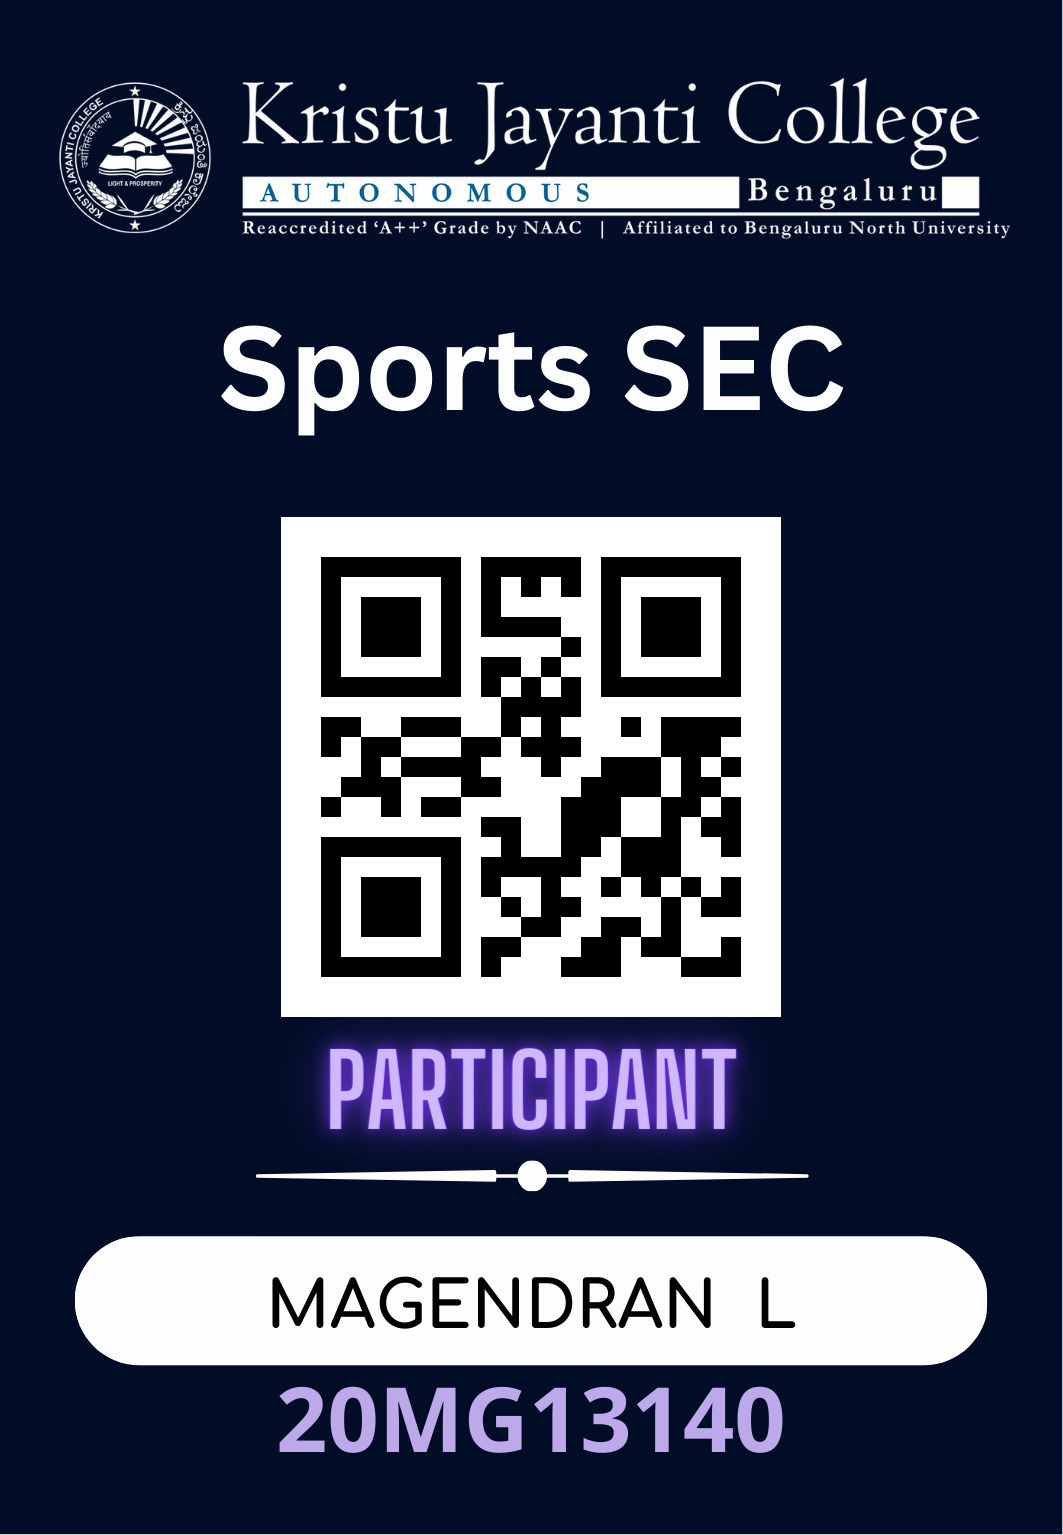 Kristu Jayanti College
AUTONOMOUS Bengaluru
Reaccredited ‘A++’ Grade by NAAC | Affiliated to Bengaluru North University
KRISTU JAYANTI COLLEGE
LIGHT & PROSPERITY
Sports SEC
PARTICIPANT
MAGENDRAN L
20MG13140